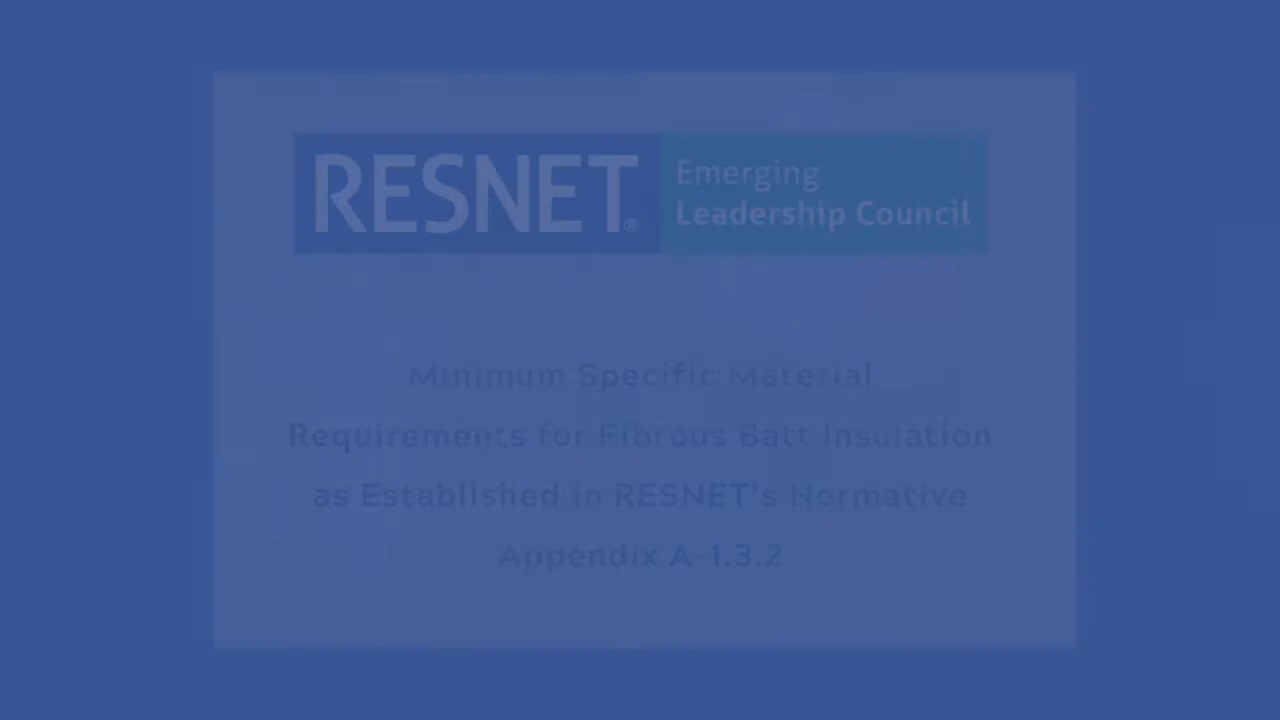 RESNET®
Emerging
Leadership Council
Minimum Specific Material
Requirements for Fibrous Batt Insulation
as Established in RESNET's Normative
Appendix A-1.3.2